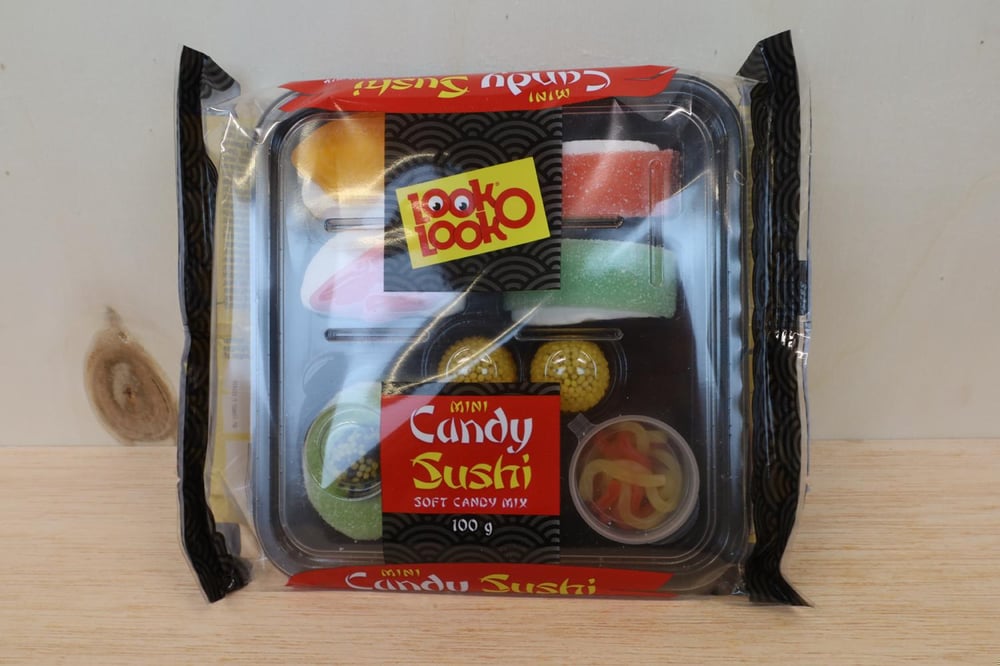 MINI
Candy Sushi
look-O
look
MINI
Candy
Sushi
SOFT CANDY MIX
100 g
MINI
Candy Sushi